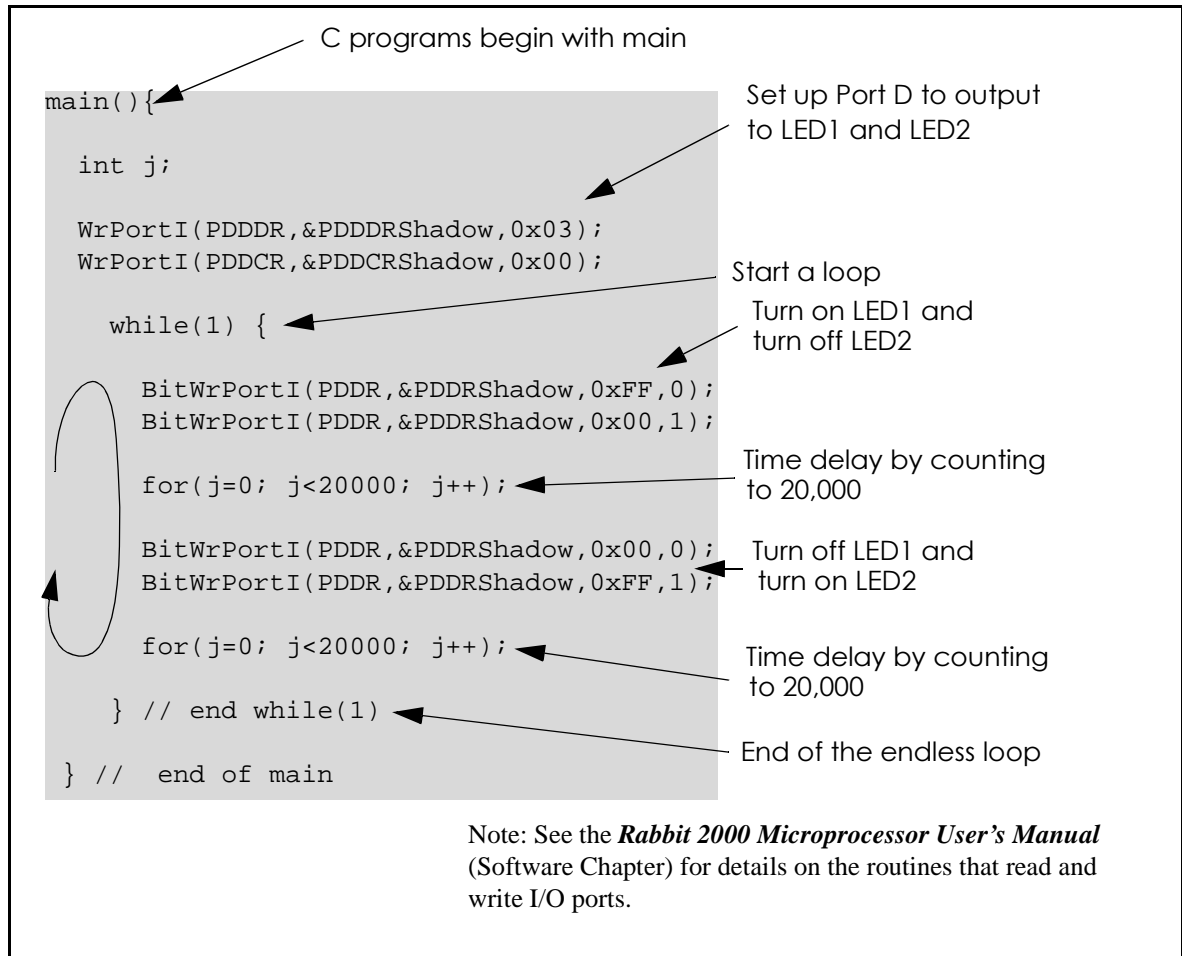 C programs begin with main
main(){
Set up Port D to output
to LED1 and LED2
int j;
WrPortI(PDDDR,&PDDDRShadow,0x03);
WrPortI(PDDCR,&PDDCRShadow,0x00);
Start a loop
while(1) {
Turn on LED1 and
turn off LED2
BitWrPortI(PDDR,&PDDRShadow,0xFF,0);
BitWrPortI(PDDR,&PDDRShadow,0x00,1);
Time delay by counting
to 20,000
for(j=0; j<20000; j++);
BitWrPortI(PDDR,&PDDRShadow,0x00,0);
BitWrPortI(PDDR,&PDDRShadow,0xFF,1);
Turn off LED1 and
turn on LED2
for(j=0; j<20000; j++);
Time delay by counting
to 20,000
} // end while(1)
End of the endless loop
} //  end of main
Note: See the Rabbit 2000 Microprocessor User's Manual
(Software Chapter) for details on the routines that read and
write I/O ports.